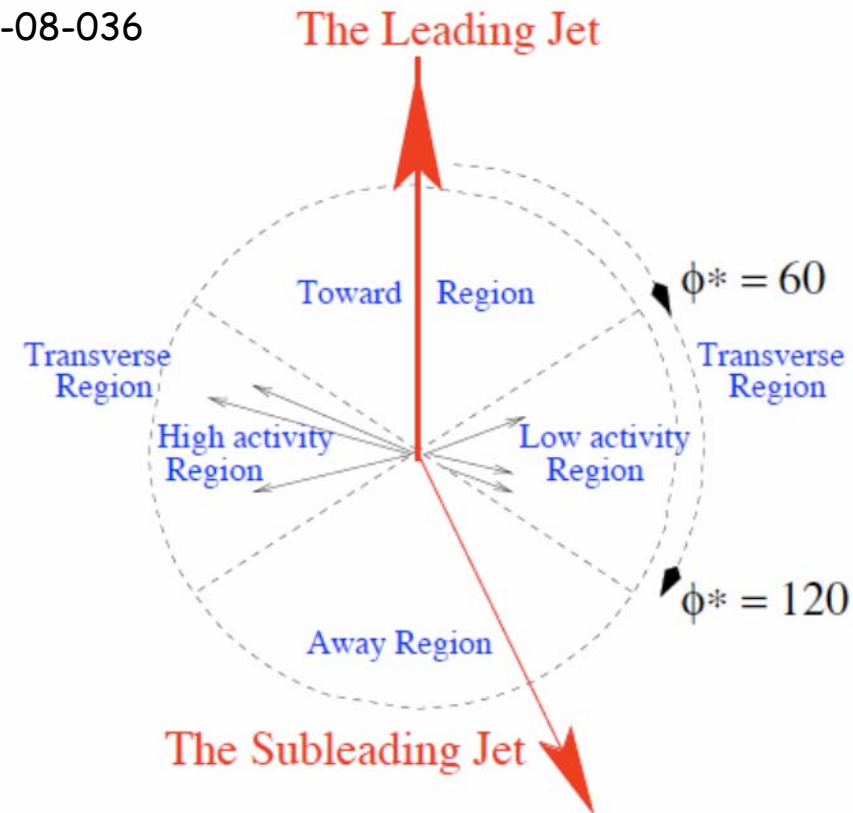 -08-036
The Leading Jet
ϕ* = 60
Toward Region
Transverse
Region
Transverse
Region
High activity
Region
Low activity
Region
ϕ* = 120
Away Region
The Subleading Jet